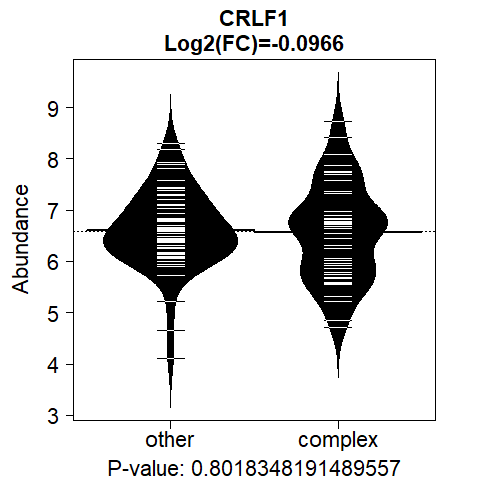 CRLF1
Log2(FC)=-0.0966
Abundance
9
8
7
6
5
4
3
other complex
P-value: 0.8018348191489557